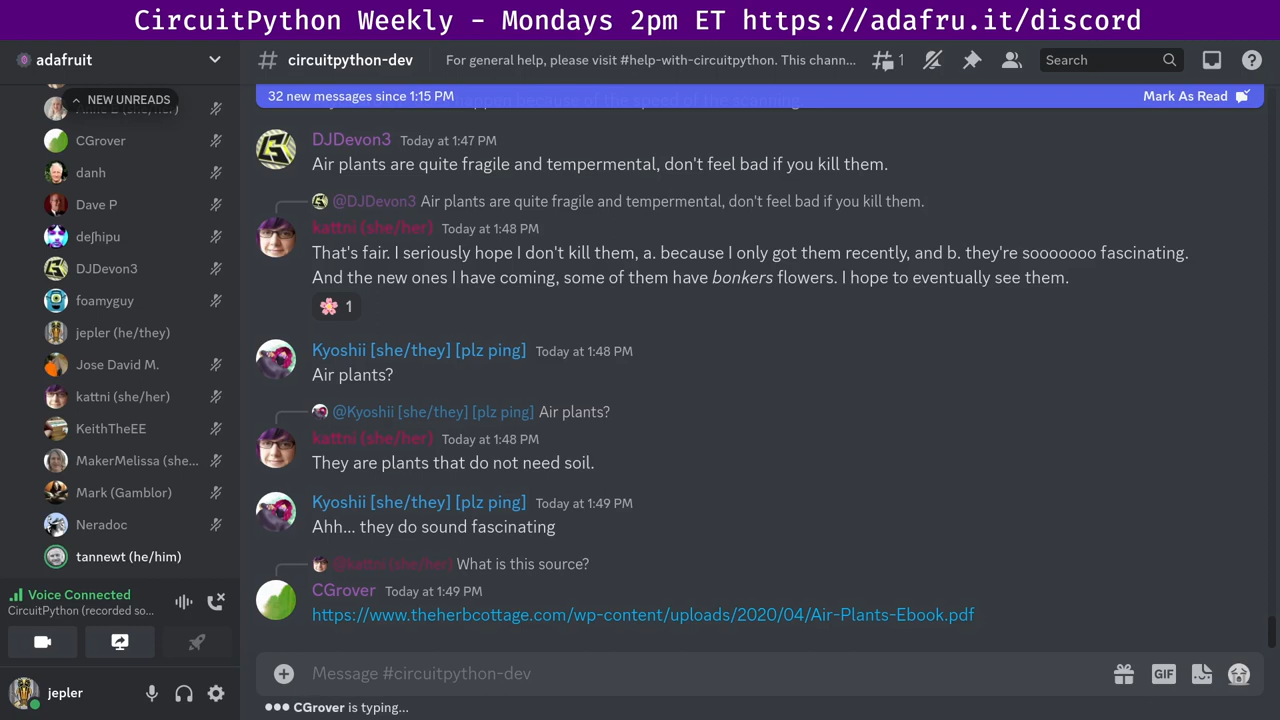 CircuitPython Weekly - Mondays 2pm ET https://adafru.it/discord
adafruit
circuitpython-dev
For general help, please visit #help-with-circuitpython. This chann...
1
Search
NEW UNREADS
CGrover
danh
Dave P
deʃhipu
DJDevon3
foamyguy
jepler (he/they)
Jose David M.
kattni (she/her)
KeithTheEE
MakerMelissa (she...
Mark (Gamblor)
Neradoc
tannewt (he/him)
Voice Connected
CircuitPython (recorded so...
jepler
32 new messages since 1:15 PM
Mark As Read
DJDevon3 Today at 1:47 PM
Air plants are quite fragile and tempermental, don't feel bad if you kill them.
@DJDevon3 Air plants are quite fragile and tempermental, don't feel bad if you kill them.
kattni (she/her) Today at 1:48 PM
That's fair. I seriously hope I don't kill them, a. because I only got them recently, and b. they're sooooooo fascinating.
And the new ones I have coming, some of them have bonkers flowers. I hope to eventually see them.
1
Kyoshii [she/they] [plz ping] Today at 1:48 PM
Air plants?
@Kyoshii [she/they] [plz ping] Air plants?
kattni (she/her) Today at 1:48 PM
They are plants that do not need soil.
Kyoshii [she/they] [plz ping] Today at 1:49 PM
Ahh... they do sound fascinating
@kattni (she/her) What is this source?
CGrover Today at 1:49 PM
https://www.theherbcottage.com/wp-content/uploads/2020/04/Air-Plants-Ebook.pdf
Message #circuitpython-dev
GIF
CGrover is typing...